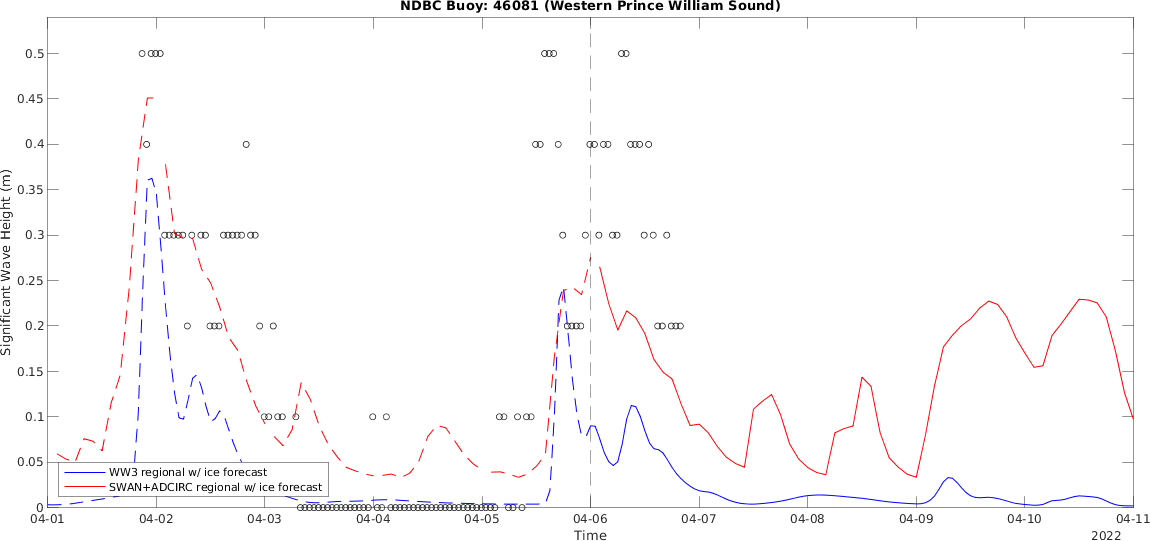 NDBC Buoy: 46081 (Western Prince William Sound)
Significant Wave Height (m)
0.5
0.45
0.4
0.35
0.3
0.25
0.2
0.15
0.1
0.05
0
WW3 regional w/ ice forecast
SWAN+ADCIRC regional w/ ice forecast
04-01 04-02 04-03 04-04 04-05 04-06 04-07 04-08 04-09 04-10 04-11
Time
2022